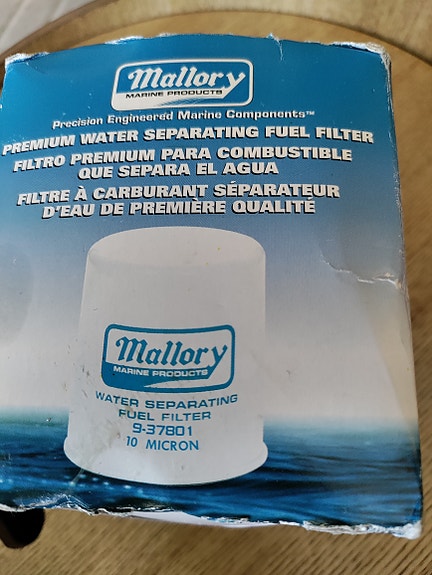 Mallory
MARINE PRODUCTS
Precision Engineered Marine Components™
PREMIUM WATER SEPARATING FUEL FILTER
FILTRO PREMIUM PARA COMBUSTIBLE
QUE SEPARA EL AGUA
FILTRE À CARBURANT SÉPARATEUR
D'EAU DE PREMIÈRE QUALITÉ
Mallory
MARINE PRODUCTS
WATER SEPARATING
FUEL FILTER
9-37801
10 MICRON